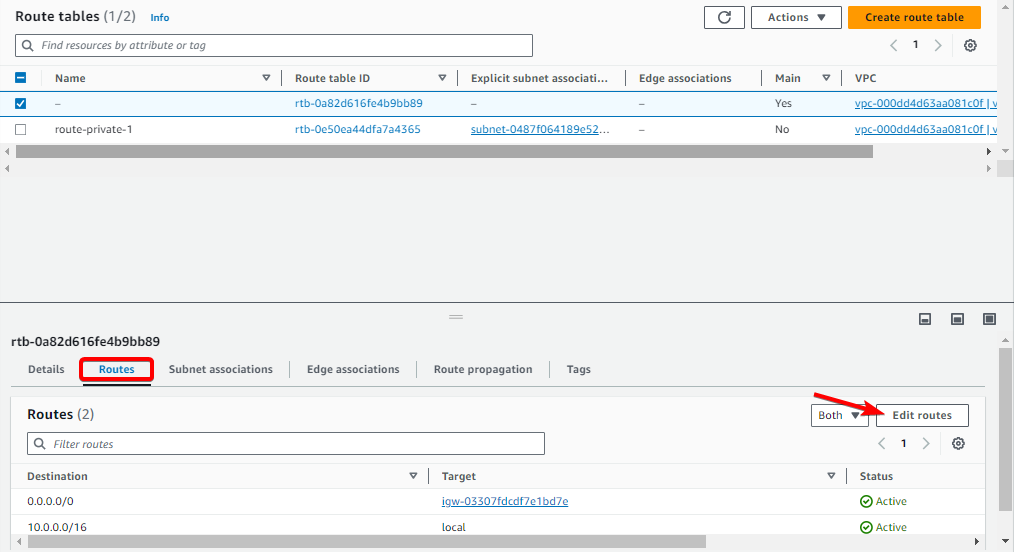 Route tables (1/2) Info Actions Create route table
Find resources by attribute or tag 1
Name Route table ID Explicit subnet associati... Edge associations Main VPC
– rtb-0a82d616fe4b9bb89 – – Yes vpc-000dd4d63aa081c0f | v
route-private-1 rtb-0e50ea44dfa7a4365 subnet-0487f064189e52... – No vpc-000dd4d63aa081c0f | v
rtb-0a82d616fe4b9bb89
Details Routes Subnet associations Edge associations Route propagation Tags
Routes (2) Both Edit routes
Filter routes 1
Destination Target Status
0.0.0.0/0 igw-03307fdcdf7e1bd7e Active
10.0.0.0/16 local Active